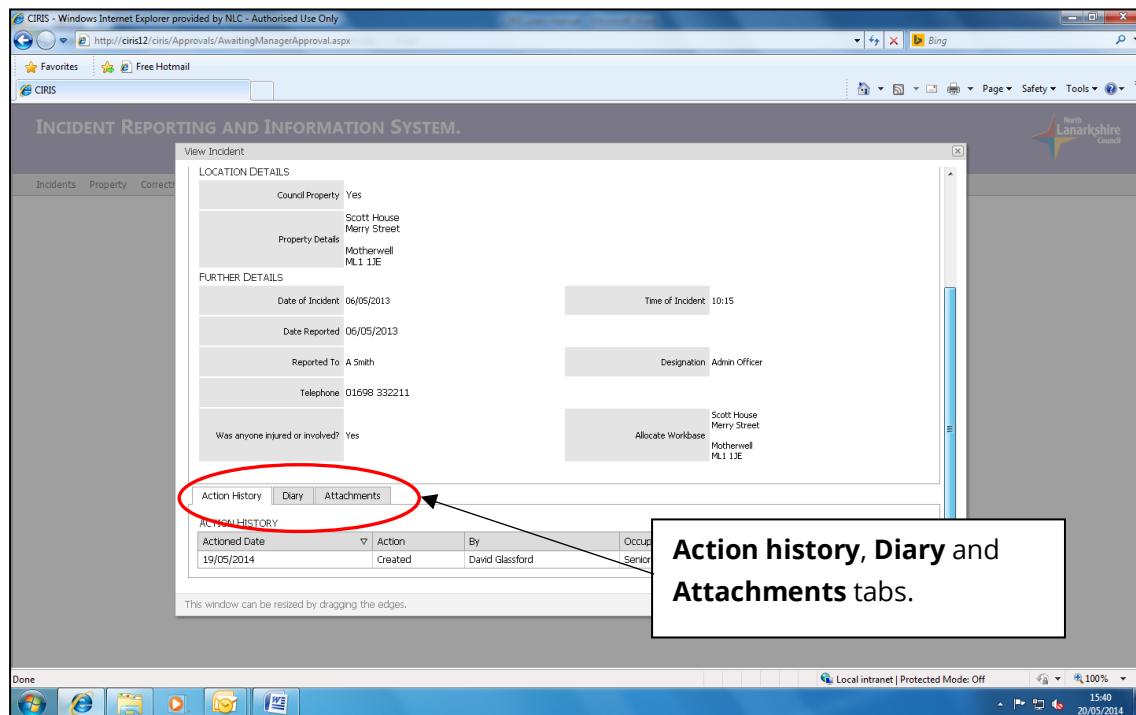 CIRIS - Windows Internet Explorer provided by NLC - Authorised Use Only
http://ciris12/ciris/Approvals/AwaitingManagerApproval.aspx
Bing
Favorites Free Hotmail
CIRIS
Page Safety Tools
INCIDENT REPORTING AND INFORMATION SYSTEM.
North
Lanarkshire
Council
View Incident
Incidents Property
LOCATION DETAILS
Council Property Yes
Property Details Scott House
Merry Street
Motherwell
ML1 1JE
FURTHER DETAILS
Date of Incident 06/05/2013 Time of Incident 10:15
Date Reported 06/05/2013
Reported To A Smith Designation Admin Officer
Telephone 01698 332211
Was anyone injured or involved? Yes Allocate Workbase Scott House
Merry Street
Motherwell
ML1 1JE
Action History Diary Attachments
ACTION HISTORY
Actioned Date Action By
19/05/2014 Created David Glassford Senior
Action history, Diary and
Attachments tabs.
This window can be resized by dragging the edges.
Done Local intranet | Protected Mode: Off 100%
15:40
20/05/2014